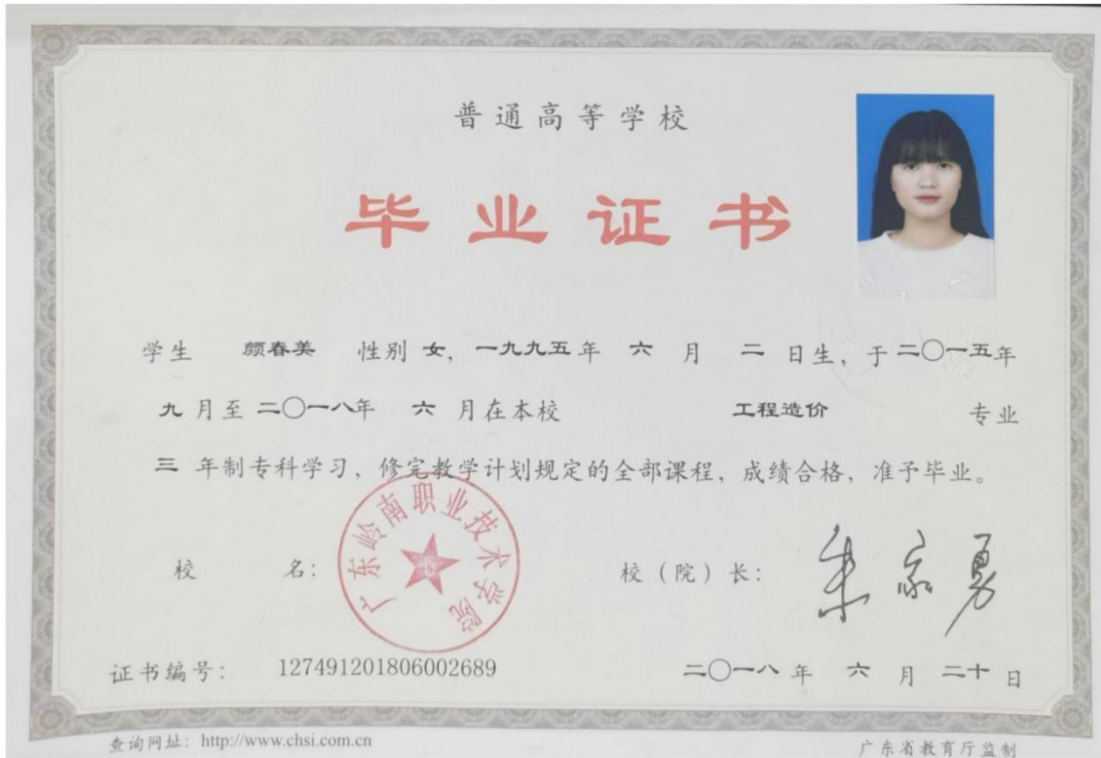 普通高等学校
毕业证书
学生 颜春美 性别 女，一九九五年 六 月 二 日生，于二〇一五年
九 月至 二〇一八年 六 月在本校 工程造价 专业
三 年制专科学习，修完教学计划规定的全部课程，成绩合格，准予毕业。
校 名：
广东岭南职业技术学院
校（院）长：
朱家勇
证书编号： 127491201806002689
二〇一八 年 六 月 二十 日
查询网址：http://www.chsi.com.cn
广东省教育厅监制